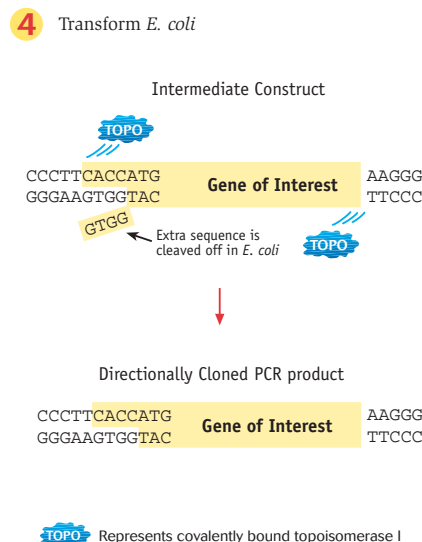 4 Transform E. coli
Intermediate Construct
TOPO
CCCTTCACCATG Gene of Interest AAGGG
GGGAAGTGGTAC TTCCC
GTGG
Extra sequence is
cleaved off in E. coli
TOPO
Directionally Cloned PCR product
CCCTTCACCATG Gene of Interest AAGGG
GGGAAGTGGTAC TTCCC
TOPO Represents covalently bound topoisomerase I